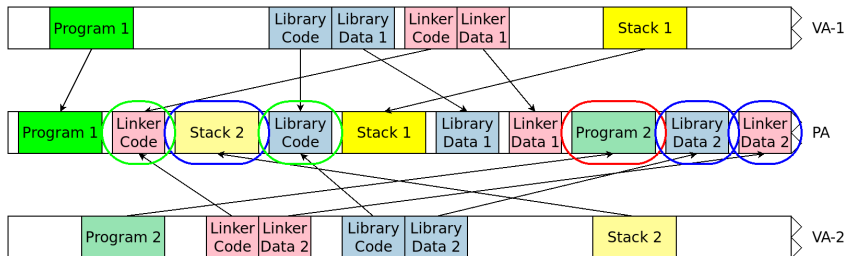 Program 1
Library Code
Library Data 1
Linker Code
Linker Data 1
Stack 1
VA-1
Program 1
Linker Code
Stack 2
Library Code
Stack 1
Library Data 1
Linker Data 1
Program 2
Library Data 2
Linker Data 2
PA
Program 2
Linker Code
Linker Data 2
Library Code
Library Data 2
Stack 2
VA-2